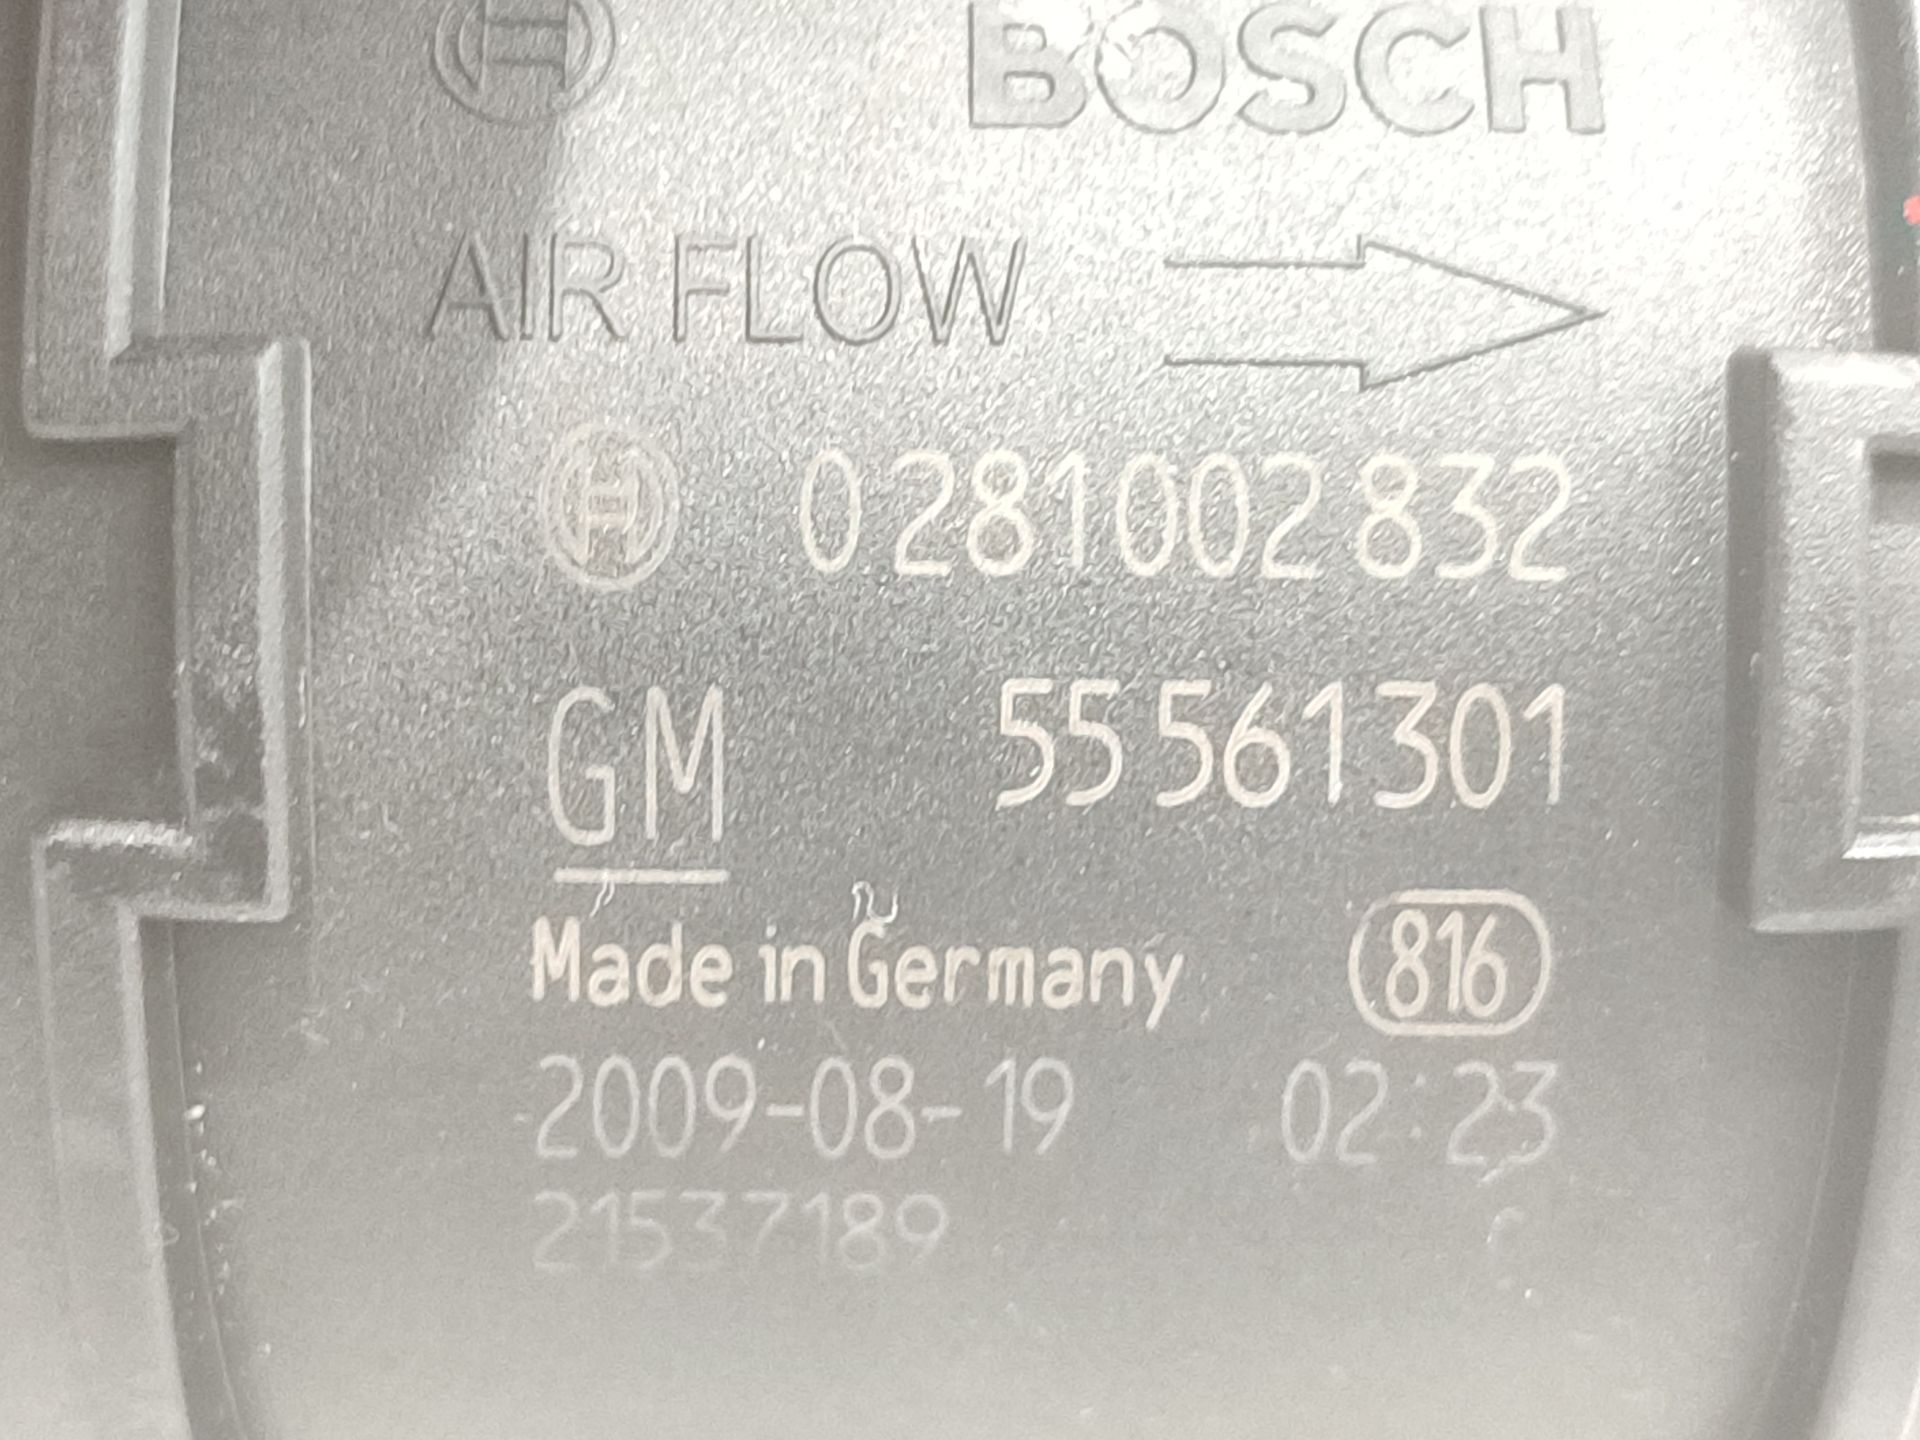 BOSCH
AIR FLOW
0 281 002 832
GM 55 561 301
Made in Germany 816
2009-08-19 02:23
21537189